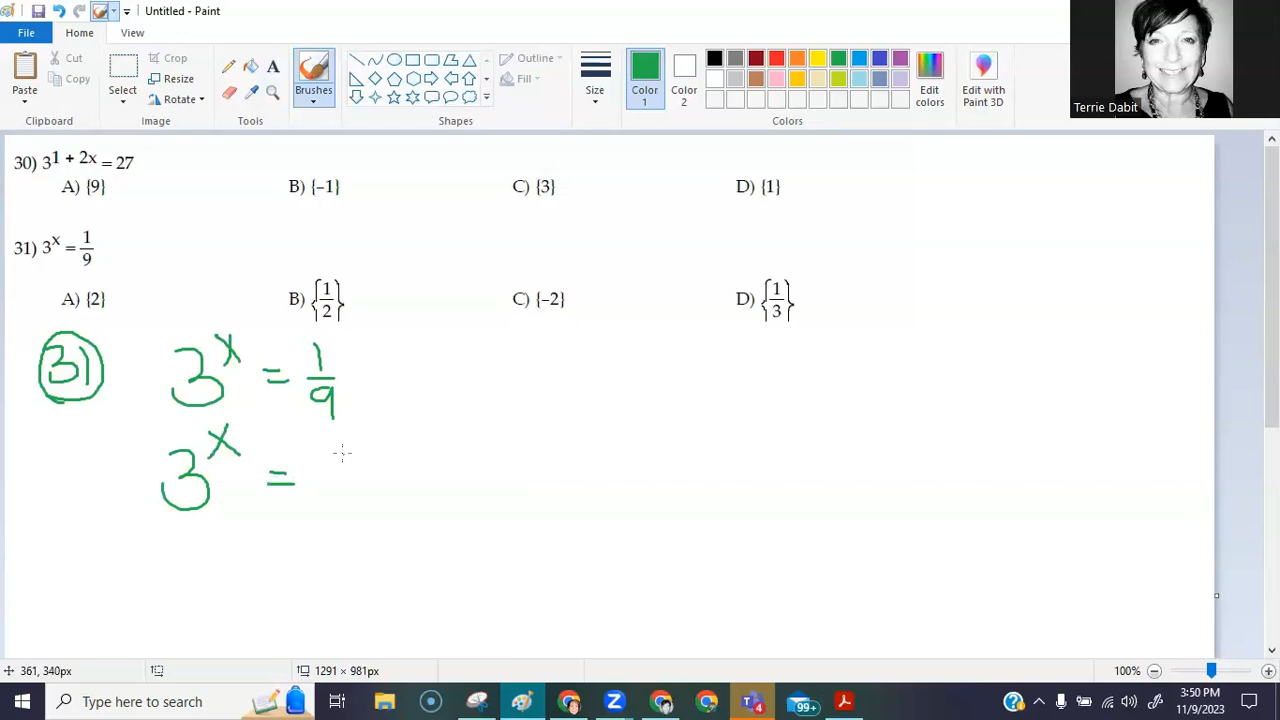 Untitled - Paint
File Home View
Paste Cut Copy Select Crop Resize Rotate Brushes Outline Fill Size Color 1 Color 2 Edit colors Edit with Paint 3D
Clipboard Image Tools Shapes Colors
Terrie Dabit
30) 3^{1 + 2x} = 27
A) {9} B) {–1} C) {3} D) {1}
31) 3^x = 1/9
A) {2} B) {1/2} C) {–2} D) {1/3}
31 3^x = 1/9
3^x =
361, 340px 1291 × 981px 100%
Type here to search 4 99+ 3:50 PM
11/9/2023